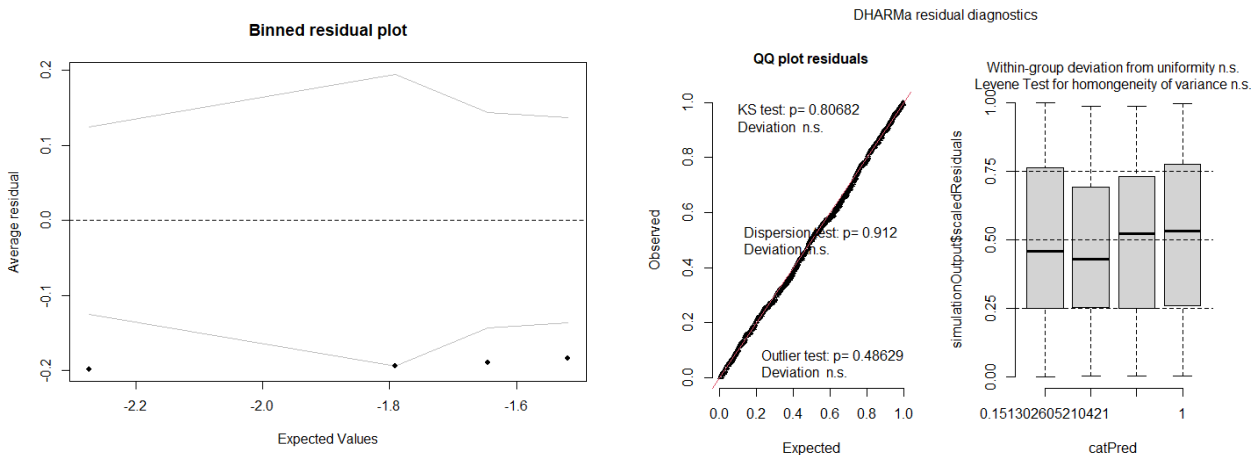 DHARMa residual diagnostics
Binned residual plot
Average residual
0.2
0.1
0.0
-0.1
-0.2
-2.2
-2.0
-1.8
-1.6
Expected Values
QQ plot residuals
KS test: p= 0.80682
Deviation n.s.
Dispersion test: p= 0.912
Deviation n.s.
Outlier test: p= 0.48629
Deviation n.s.
Observed
1.0
0.8
0.6
0.4
0.2
0.0
0.0
0.2
0.4
0.6
0.8
1.0
Expected
Within-group deviation from uniformity n.s.
Levene Test for homongeneity of variance n.s.
simulationOutput$scaledResiduals
1.00
0.75
0.50
0.25
0.00
0.151302605210421
1
catPred